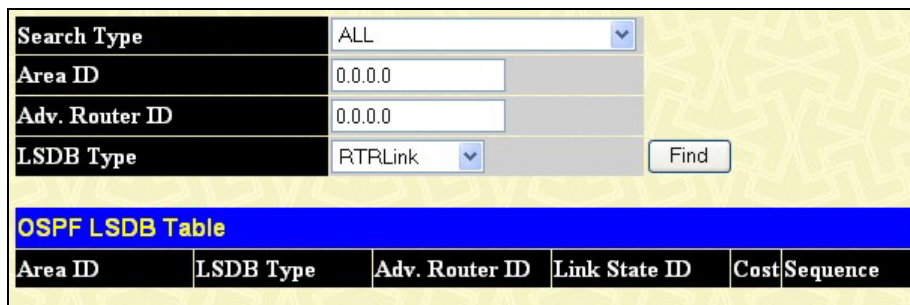 Search Type ALL
Area ID 0.0.0.0
Adv. Router ID 0.0.0.0
LSDB Type RTRLink Find
OSPF LSDB Table
Area ID LSDB Type Adv. Router ID Link State ID Cost Sequence